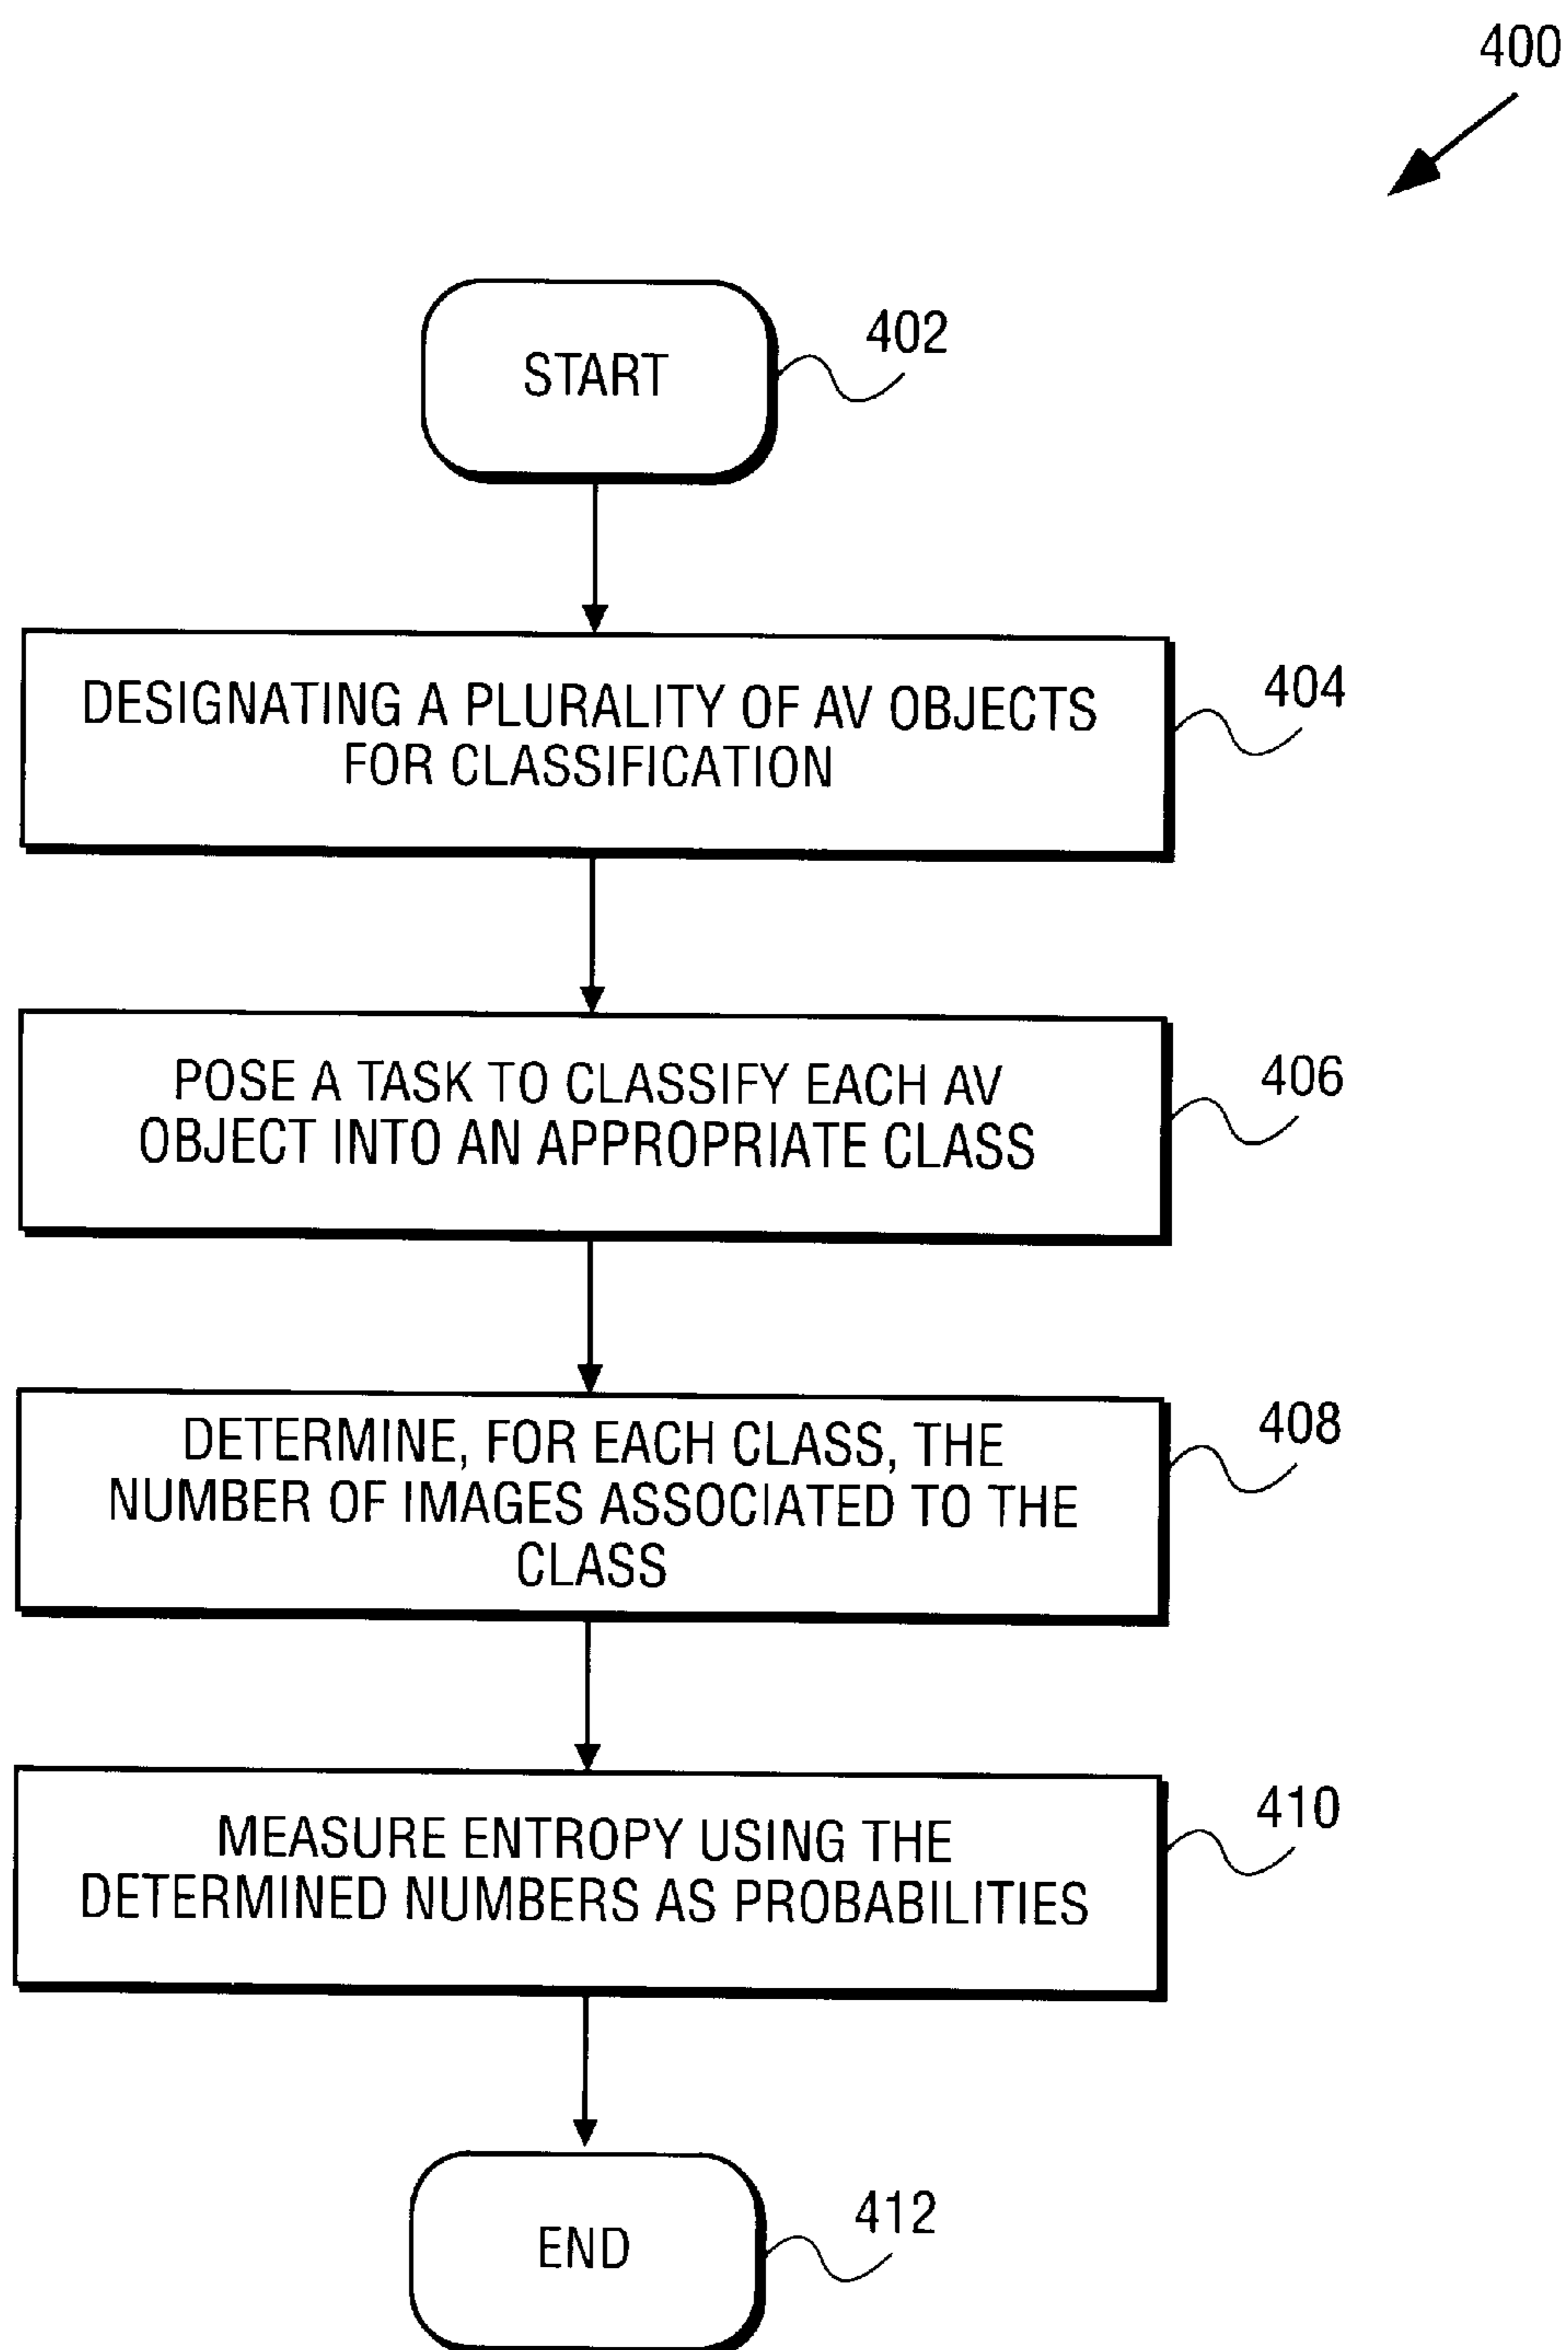 400
START
402
DESIGNATING A PLURALITY OF AV OBJECTS
FOR CLASSIFICATION
404
POSE A TASK TO CLASSIFY EACH AV
OBJECT INTO AN APPROPRIATE CLASS
406
DETERMINE, FOR EACH CLASS, THE
NUMBER OF IMAGES ASSOCIATED TO THE
CLASS
408
MEASURE ENTROPY USING THE
DETERMINED NUMBERS AS PROBABILITIES
410
END
412